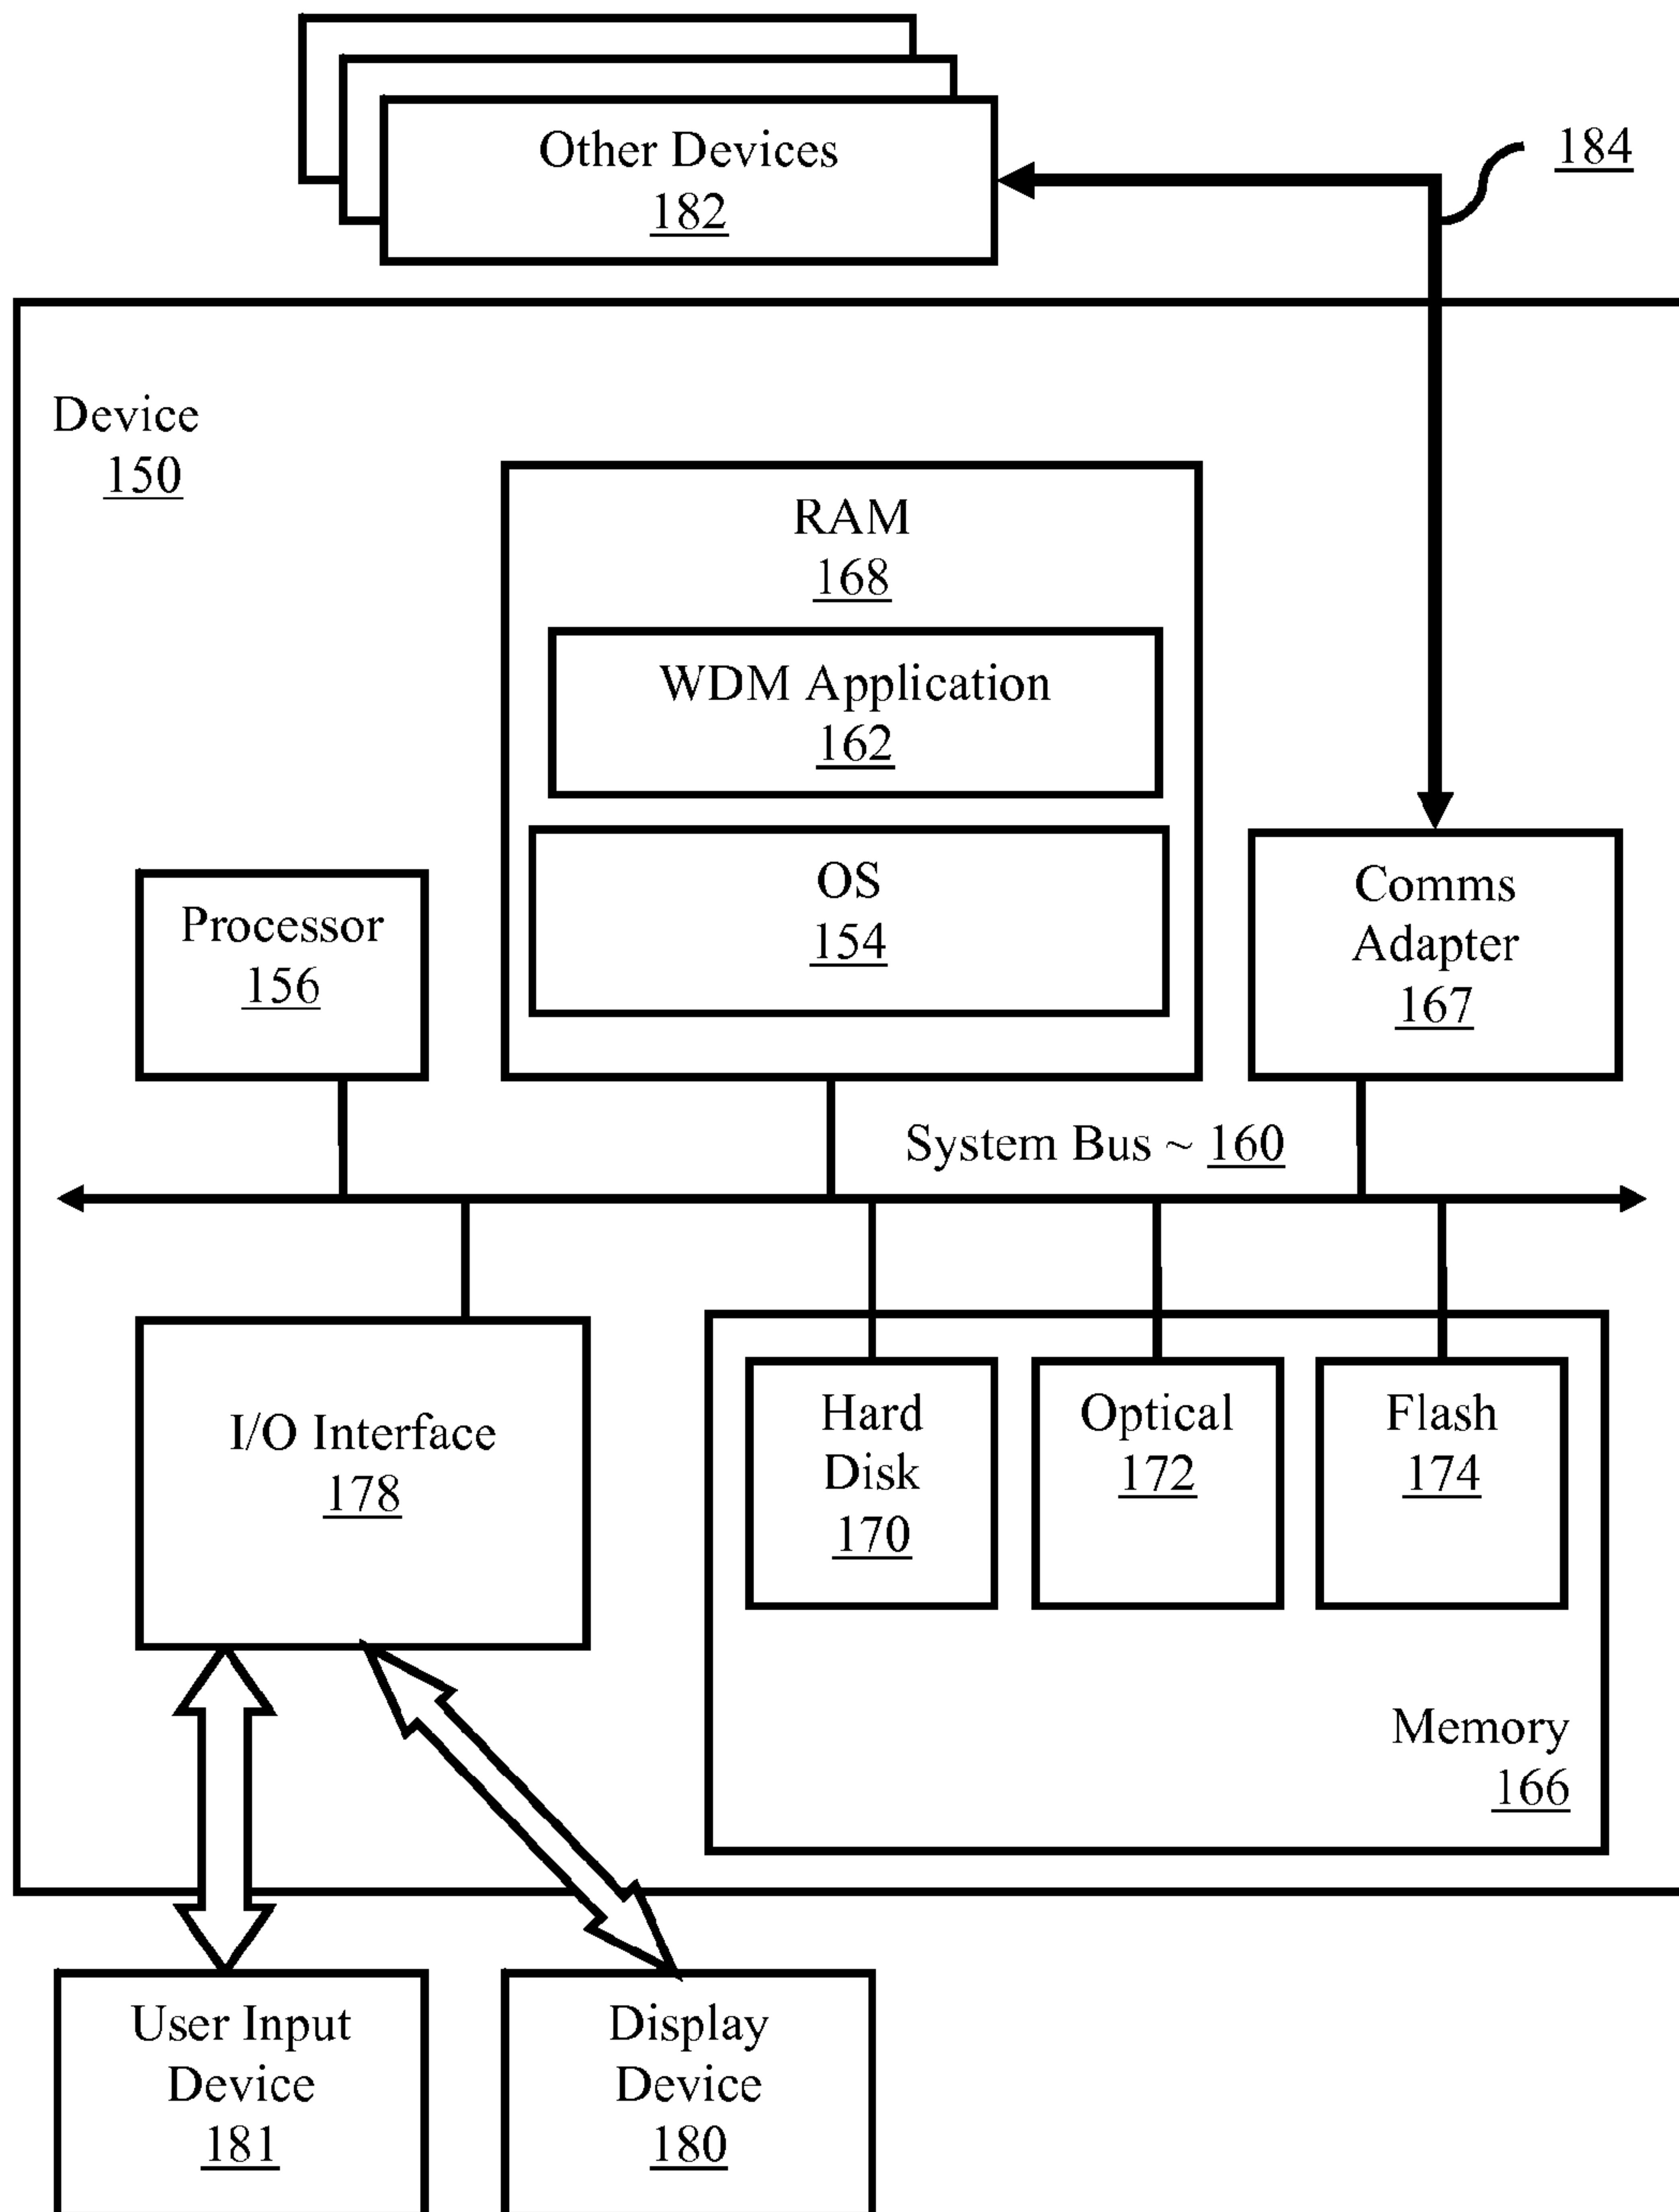 Other Devices
182
184
Device
150
RAM
168
WDM Application
162
OS
154
Processor
156
Comms
Adapter
167
System Bus ~ 160
I/O Interface
178
Hard
Disk
170
Optical
172
Flash
174
Memory
166
User Input
Device
181
Display
Device
180